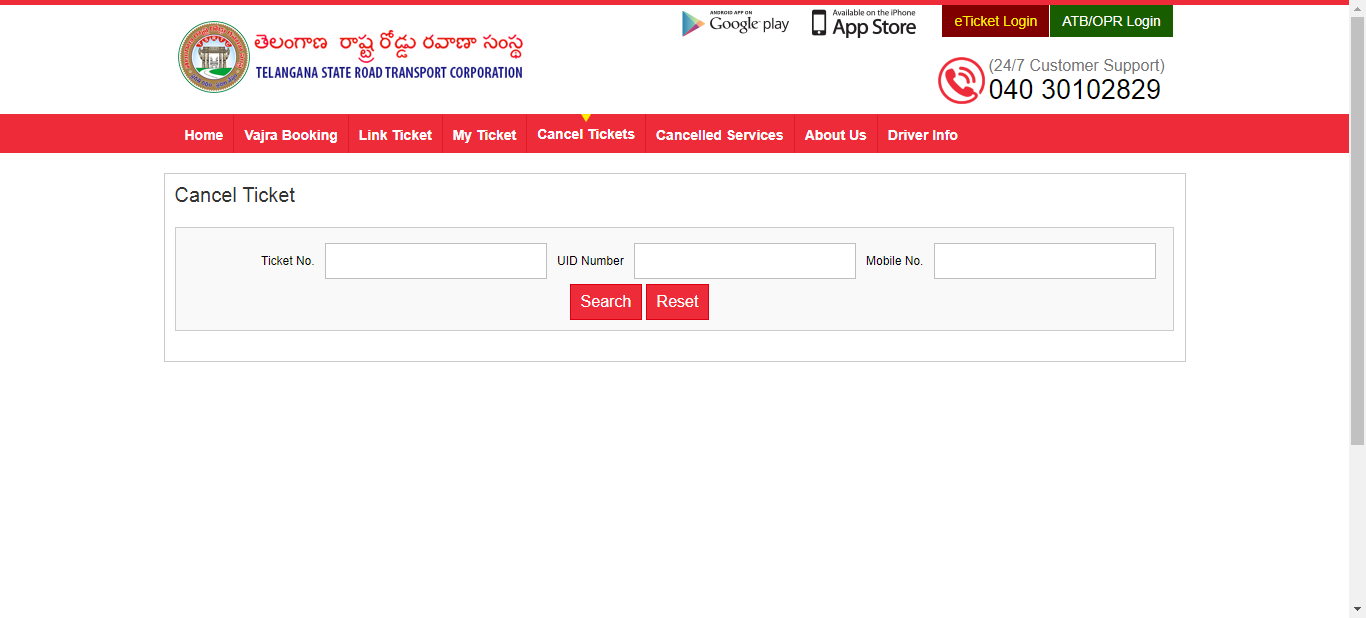 తెలంగాణ రాష్ట్ర రోడ్డు రవాణా సంస్థ
TELANGANA STATE ROAD TRANSPORT CORPORATION
ANDROID APP ON
Google play
Available on the iPhone
App Store
eTicket Login
ATB/OPR Login
(24/7 Customer Support)
040 30102829
Home Vajra Booking Link Ticket My Ticket Cancel Tickets Cancelled Services About Us Driver Info
Cancel Ticket
Ticket No. UID Number Mobile No.
Search Reset